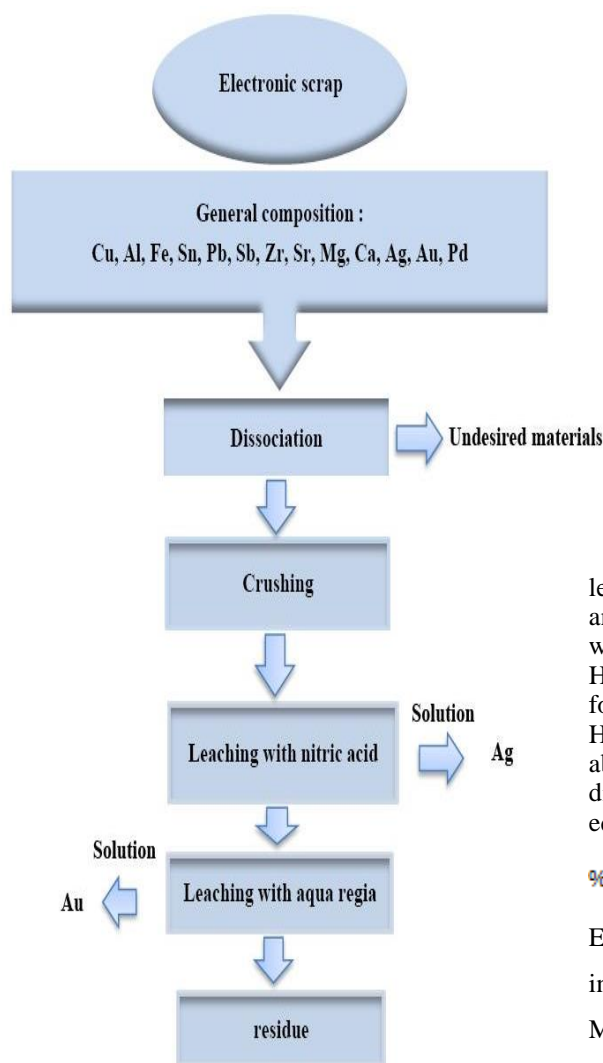 Electronic scrap
General composition :
Cu, Al, Fe, Sn, Pb, Sb, Zr, Sr, Mg, Ca, Ag, Au, Pd
Dissociation
Undesired materials
Crushing
Leaching with nitric acid
Solution
Ag
Solution
Au
Leaching with aqua regia
residue
%